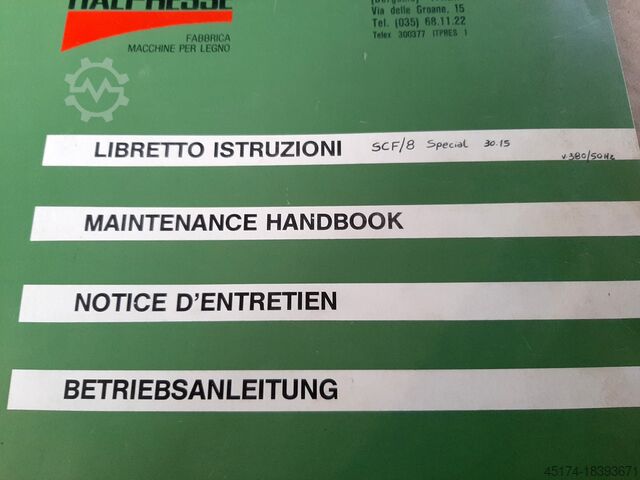 ITALPRESSE
FABBRICA
MACCHINE PER LEGNO
Via delle Groane, 15
Tel. (035) 68.11.22
Telex 300377 ITPRES I
LIBRETTO ISTRUZIONI SCF/8 Special 30.15 V.380/50Hz
MAINTENANCE HANDBOOK
NOTICE D'ENTRETIEN
BETRIEBSANLEITUNG
45174-18393671